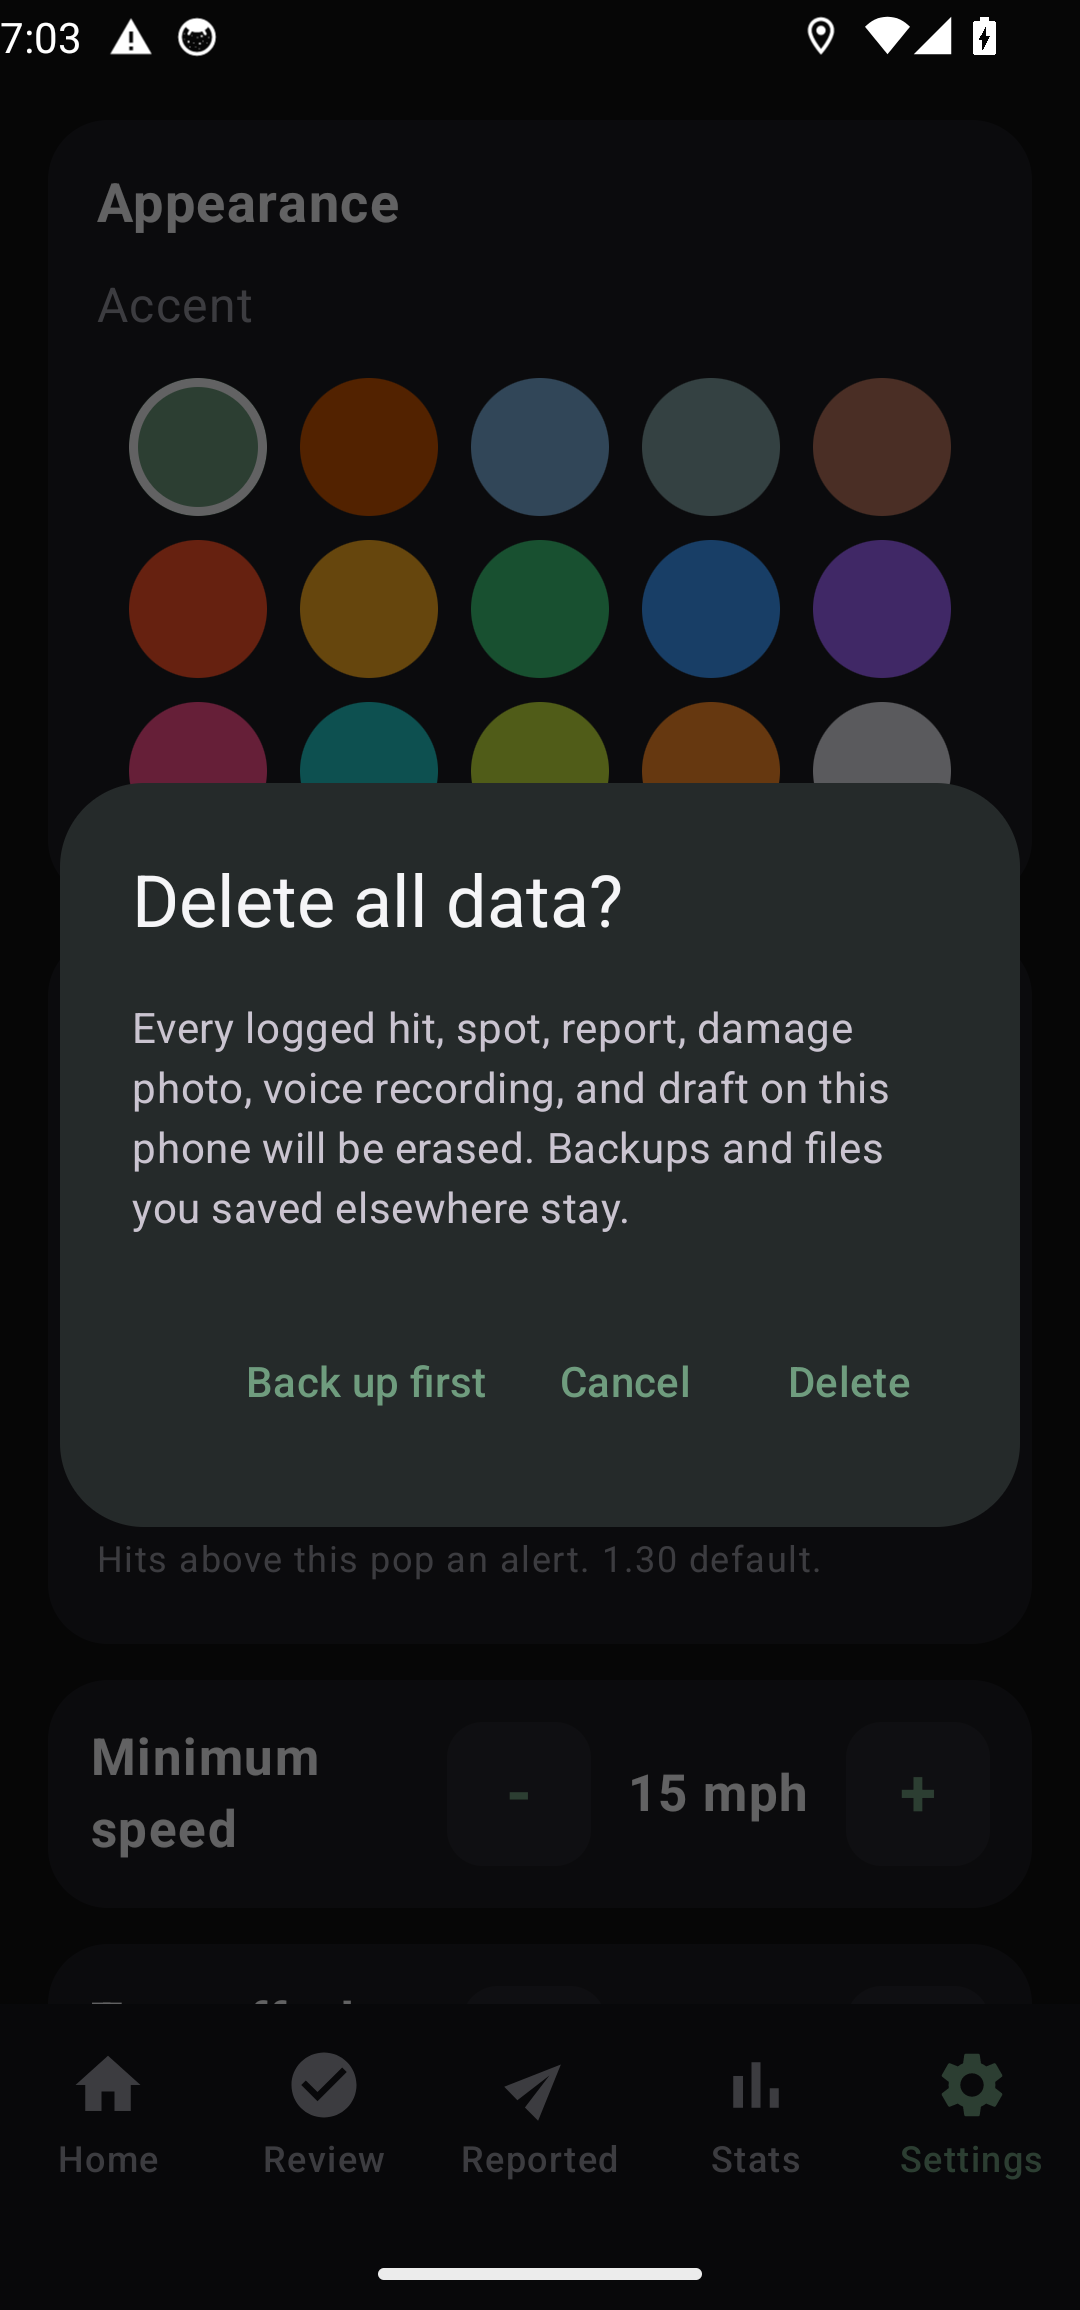 7:03
Appearance
Accent
Delete all data?
Every logged hit, spot, report, damage
photo, voice recording, and draft on this
phone will be erased. Backups and files
you saved elsewhere stay.
Back up first
Cancel
Delete
Hits above this pop an alert. 1.30 default.
Minimum
speed
-
15 mph
+
Home
Review
Reported
Stats
Settings